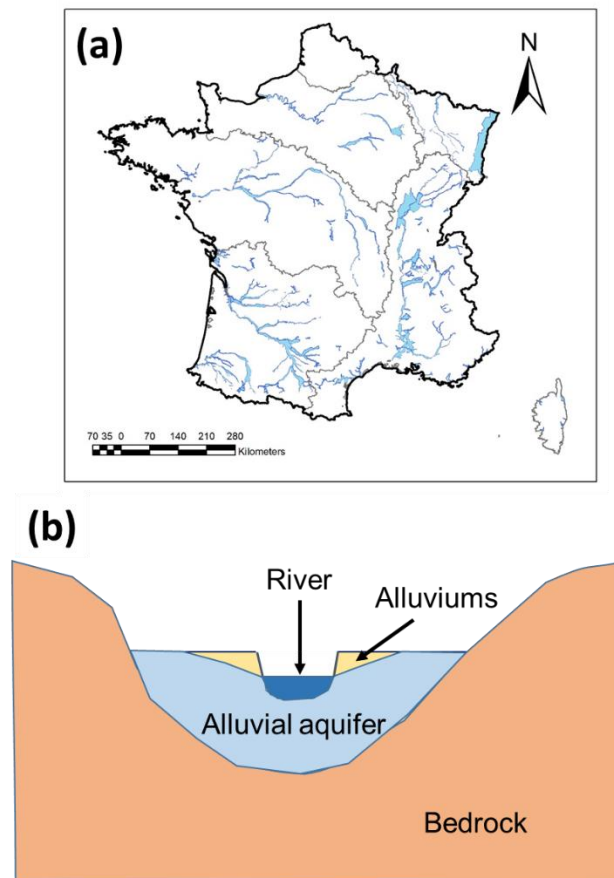 (a)
N
70 35 0 70 140 210 280
Kilometers
(b)
River
Alluviums
Alluvial aquifer
Bedrock